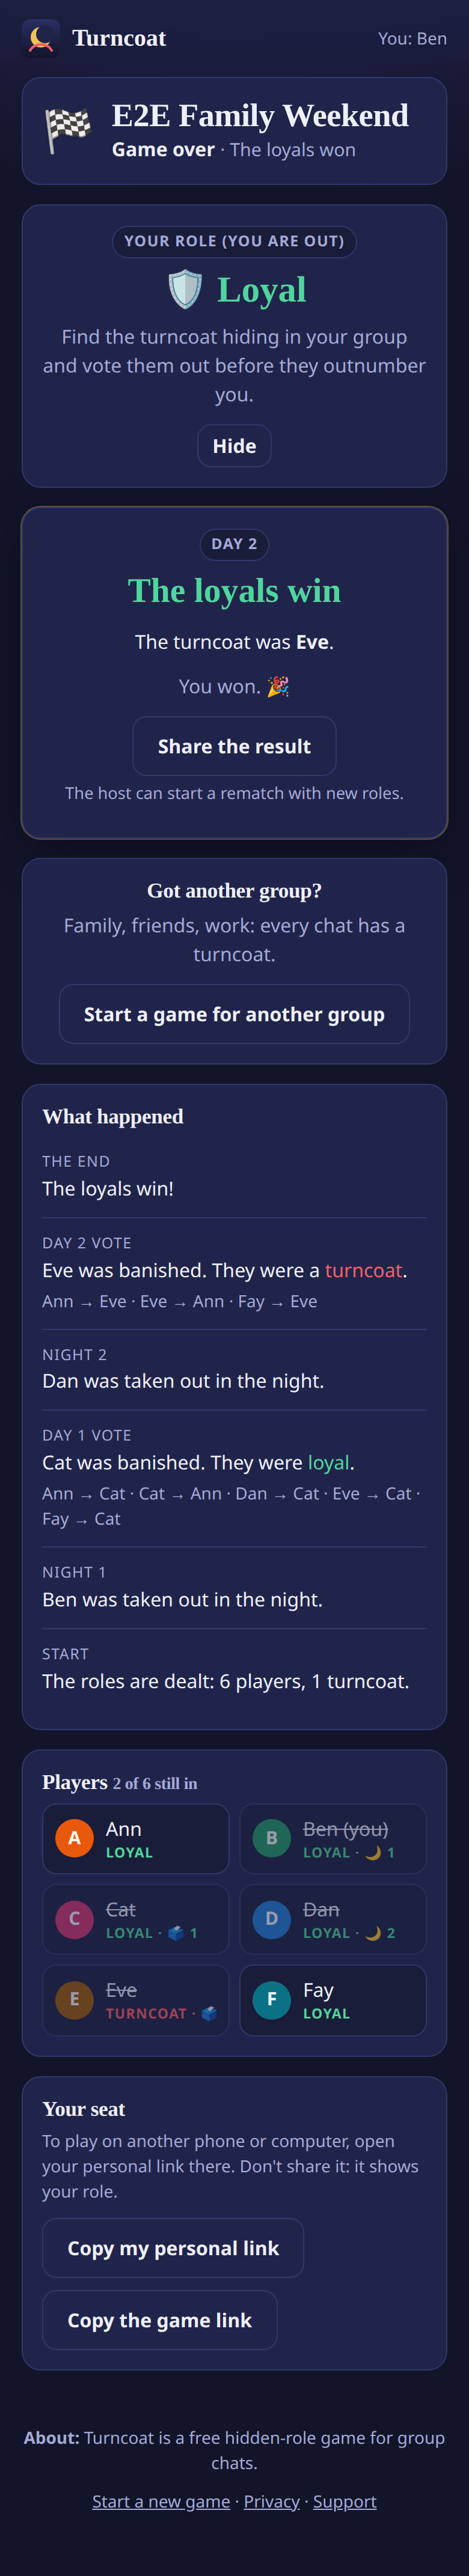 Turncoat
You: Ben
E2E Family Weekend
Game over · The loyals won
YOUR ROLE (YOU ARE OUT)
🛡️ Loyal
Find the turncoat hiding in your group
and vote them out before they outnumber
you.
Hide
DAY 2
The loyals win
The turncoat was Eve.
You won. 🎉
Share the result
The host can start a rematch with new roles.
Got another group?
Family, friends, work: every chat has a
turncoat.
Start a game for another group
What happened
THE END
The loyals win!
DAY 2 VOTE
Eve was banished. They were a turncoat.
Ann → Eve · Eve → Ann · Fay → Eve
NIGHT 2
Dan was taken out in the night.
DAY 1 VOTE
Cat was banished. They were loyal.
Ann → Cat · Cat → Ann · Dan → Cat · Eve → Cat ·
Fay → Cat
NIGHT 1
Ben was taken out in the night.
START
The roles are dealt: 6 players, 1 turncoat.
Players 2 of 6 still in
A
Ann
LOYAL
B
Ben (you)
LOYAL · 🌙 1
C
Cat
LOYAL · 🗳️ 1
D
Dan
LOYAL · 🌙 2
E
Eve
TURNCOAT · 🗳️
F
Fay
LOYAL
Your seat
To play on another phone or computer, open
your personal link there. Don't share it: it shows
your role.
Copy my personal link
Copy the game link
About: Turncoat is a free hidden-role game for group
chats.
Start a new game · Privacy · Support